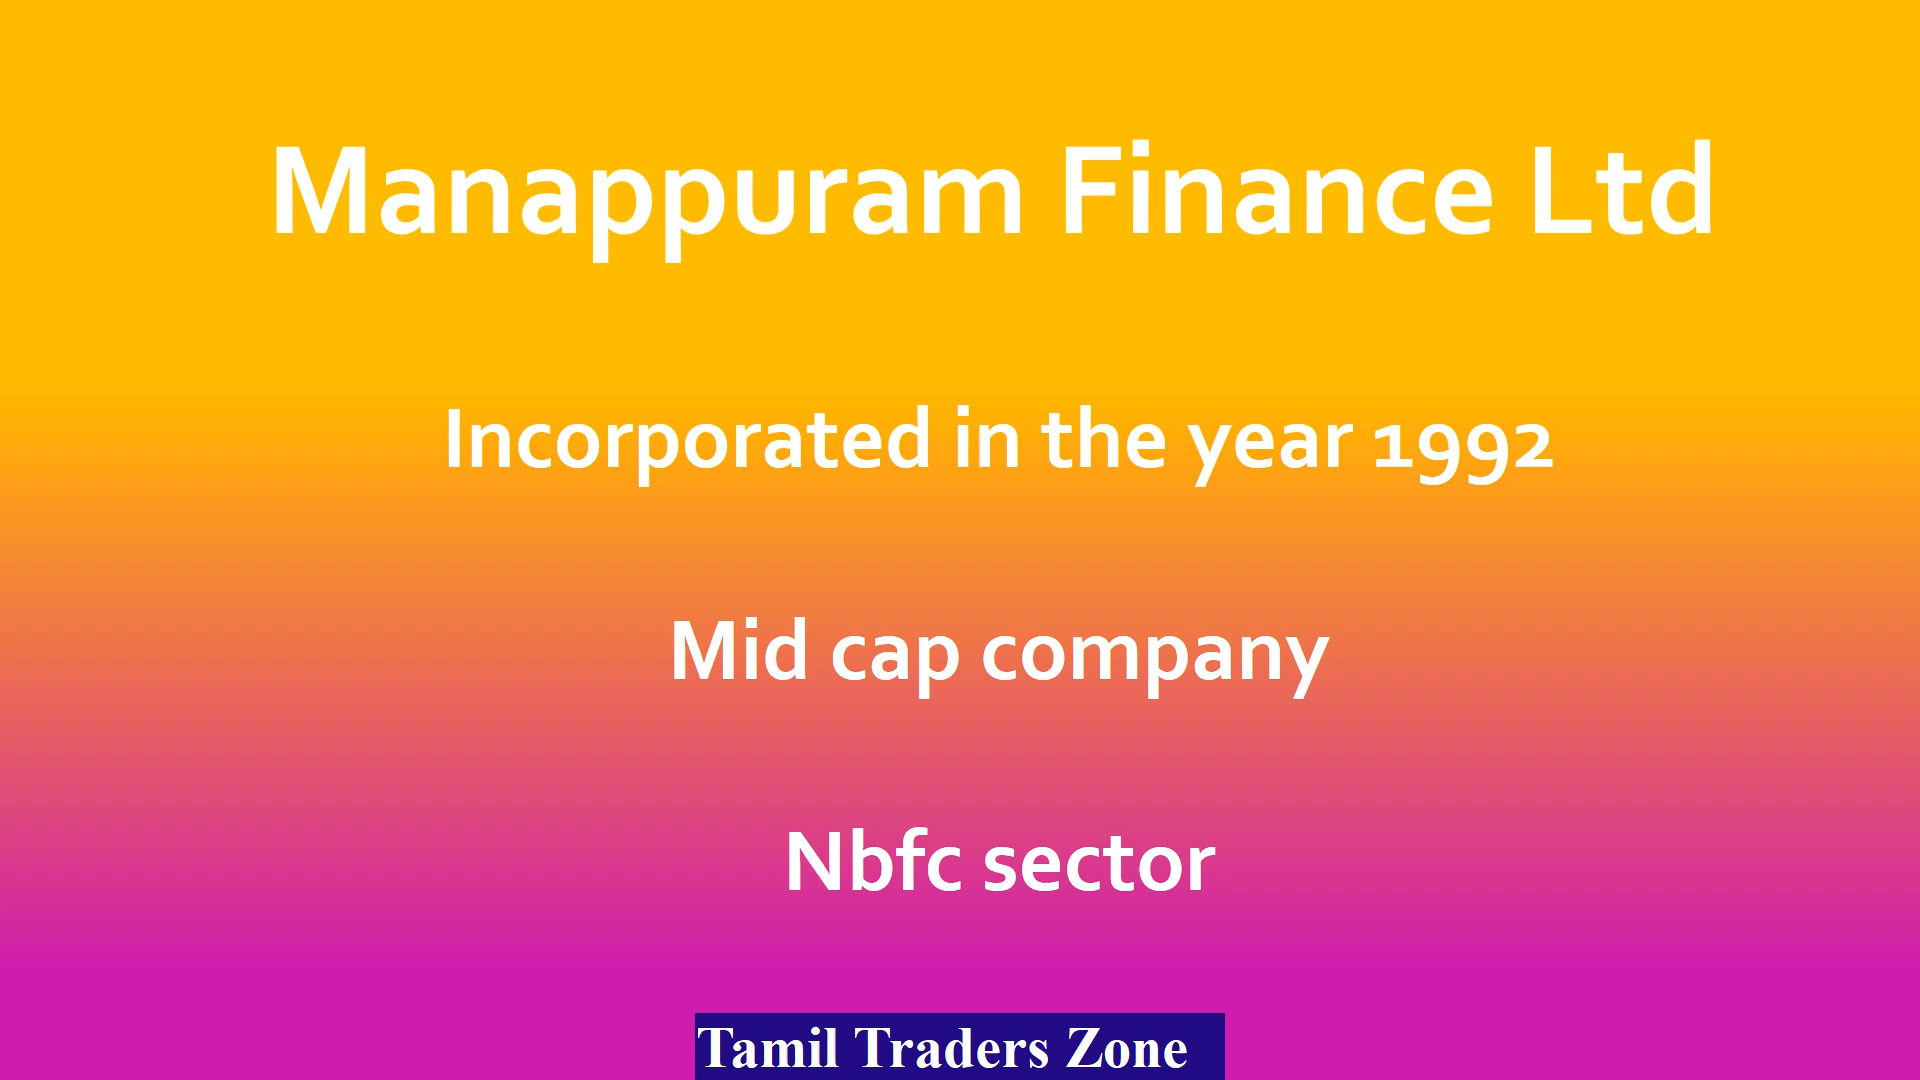 Manappuram Finance Ltd
Incorporated in the year 1992
Mid cap company
Nbfc sector
Tamil Traders Zone